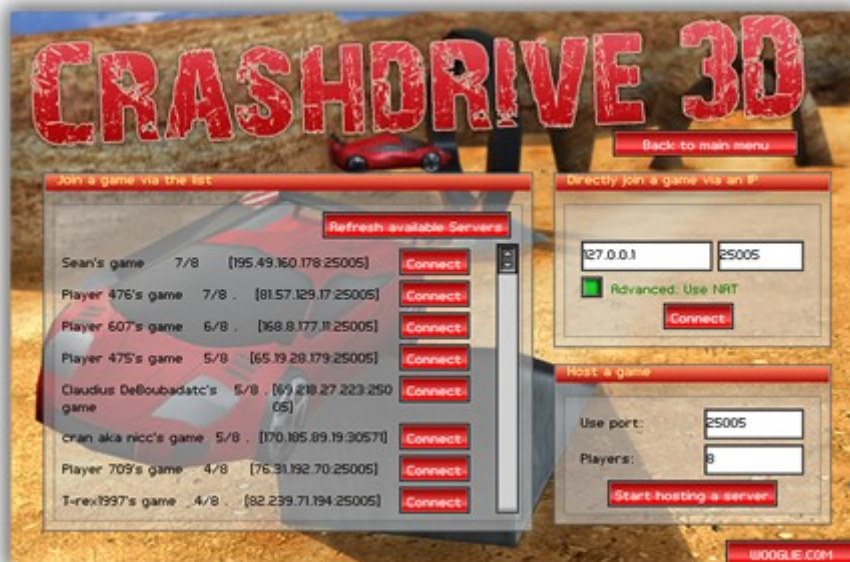 CRASHDRIVE 3D
Back to main menu
Join a game via the list
Refresh available Servers
Sean's game 7/8 [195.49.160.178:25005] Connect
Player 476's game 7/8 . [81.57.129.17:25005] Connect
Player 607's game 6/8 . [168.8.177.11:25005] Connect
Player 475's game 5/8 [65.19.28.179:25005] Connect
Claudius DeBoubadatc's 5/8 . [69.218.27.223:250 Connect
game 05]
cran aka nicc's game 5/8 . [170.185.89.19:30571] Connect
Player 709's game 4/8 [76.31.192.70:25005] Connect
T-rex1997's game 4/8 . [82.239.71.194:25005] Connect
Directly join a game via an IP
127.0.0.1 25005
Advanced: Use NAT
Connect
Host a game
Use port: 25005
Players: 8
Start hosting a server
WOOGLIE.COM